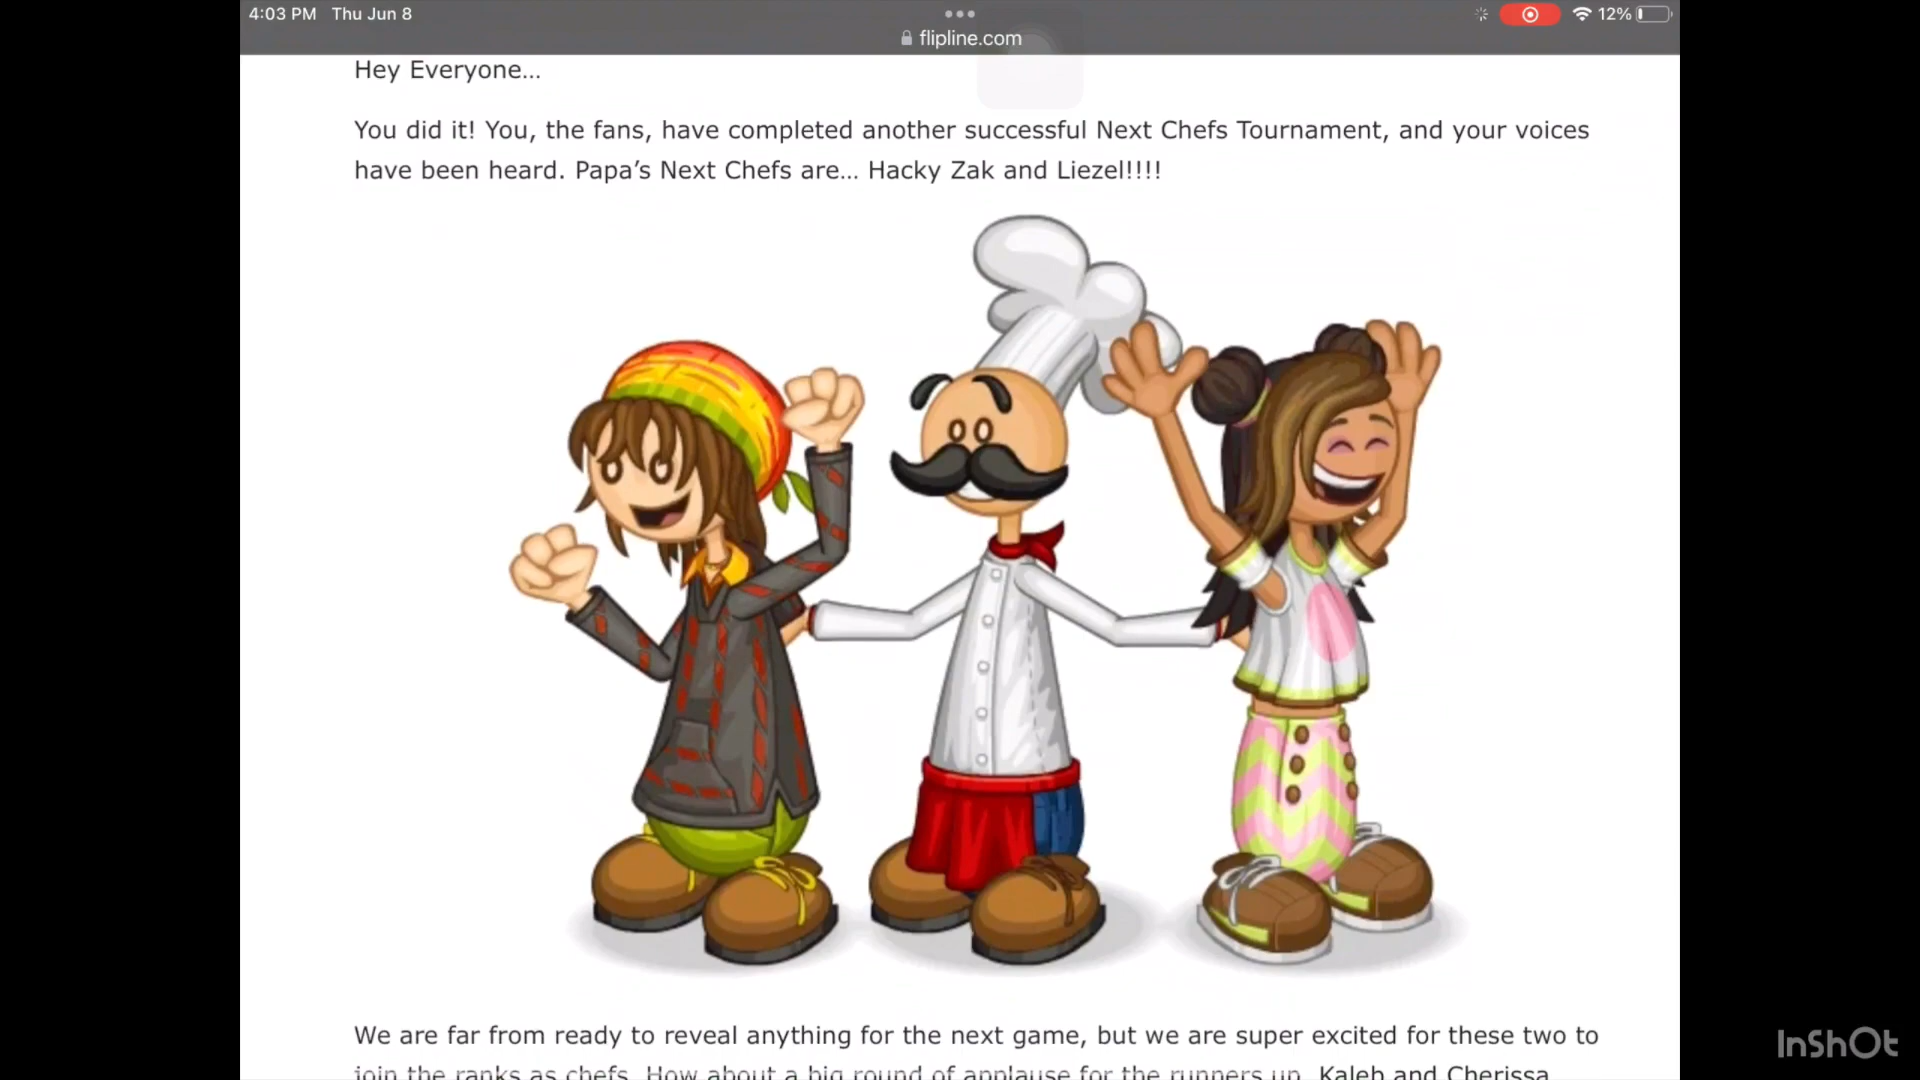 4:03 PM Thu Jun 8
12%
flipline.com
Hey Everyone…
You did it! You, the fans, have completed another successful Next Chefs Tournament, and your voices
have been heard. Papa’s Next Chefs are… Hacky Zak and Liezel!!!!
We are far from ready to reveal anything for the next game, but we are super excited for these two to
join the ranks as chefs. How about a big round of applause for the runners up, Kaleb and Cherissa
InShOt